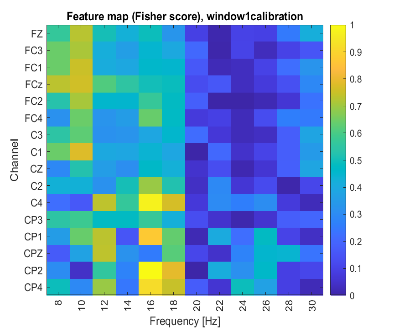 Feature map (Fisher score), window1calibration
FZ
FC3
FC1
FCz
FC2
FC4
C3
C1
CZ
C2
C4
CP3
CP1
CPZ
CP2
CP4
Channel
8 10 12 14 16 18 20 22 24 26 28 30
Frequency [Hz]
1
0.9
0.8
0.7
0.6
0.5
0.4
0.3
0.2
0.1
0